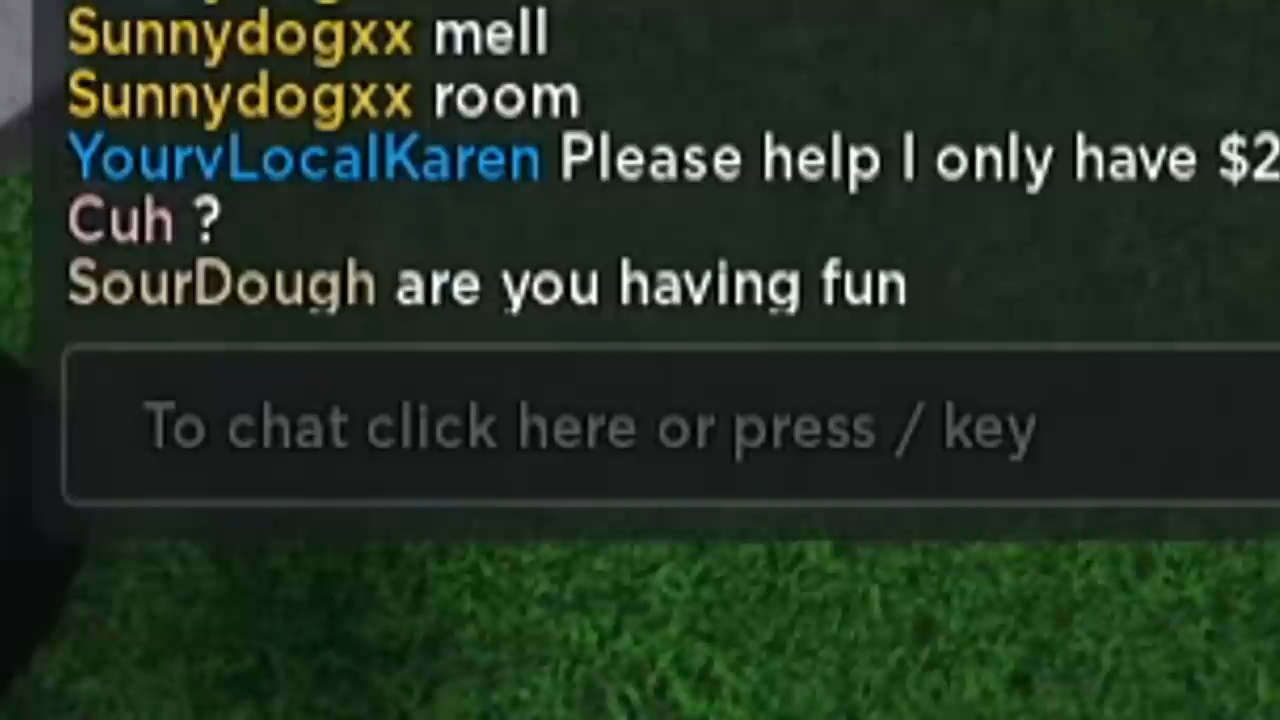 Sunnydogxx mell
Sunnydogxx room
YourvLocalKaren Please help I only have $2
Cuh ?
SourDough are you having fun
To chat click here or press / key